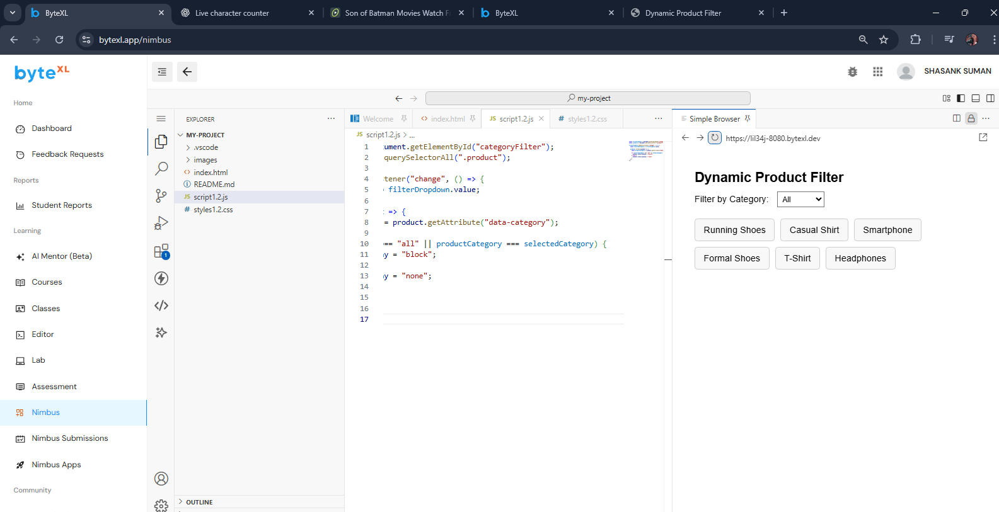 ByteXL
Live character counter
Son of Batman Movies Watch F
ByteXL
Dynamic Product Filter
bytexl.app/nimbus
byteXL
SHASANK SUMAN
Home
Dashboard
Feedback Requests
Reports
Student Reports
Learning
AI Mentor (Beta)
Courses
Classes
Editor
Lab
Assessment
Nimbus
Nimbus Submissions
Nimbus Apps
Community
my-project
EXPLORER
MY-PROJECT
.vscode
images
index.html
README.md
script1.2.js
styles1.2.css
OUTLINE
1
Welcome
index.html
script1.2.js
styles1.2.css
script1.2.js > ...
1 ument.getElementById("categoryFilter");
2 querySelectorAll(".product");
3
4 tener("change", () => {
5 = filterDropdown.value;
6
7 t => {
8 = product.getAttribute("data-category");
9
10 === "all" || productCategory === selectedCategory) {
11 ay = "block";
12
13 ay = "none";
14
15
16
17
Simple Browser
https://lil34j-8080.bytexl.dev
Dynamic Product Filter
Filter by Category: All
Running Shoes
Casual Shirt
Smartphone
Formal Shoes
T-Shirt
Headphones